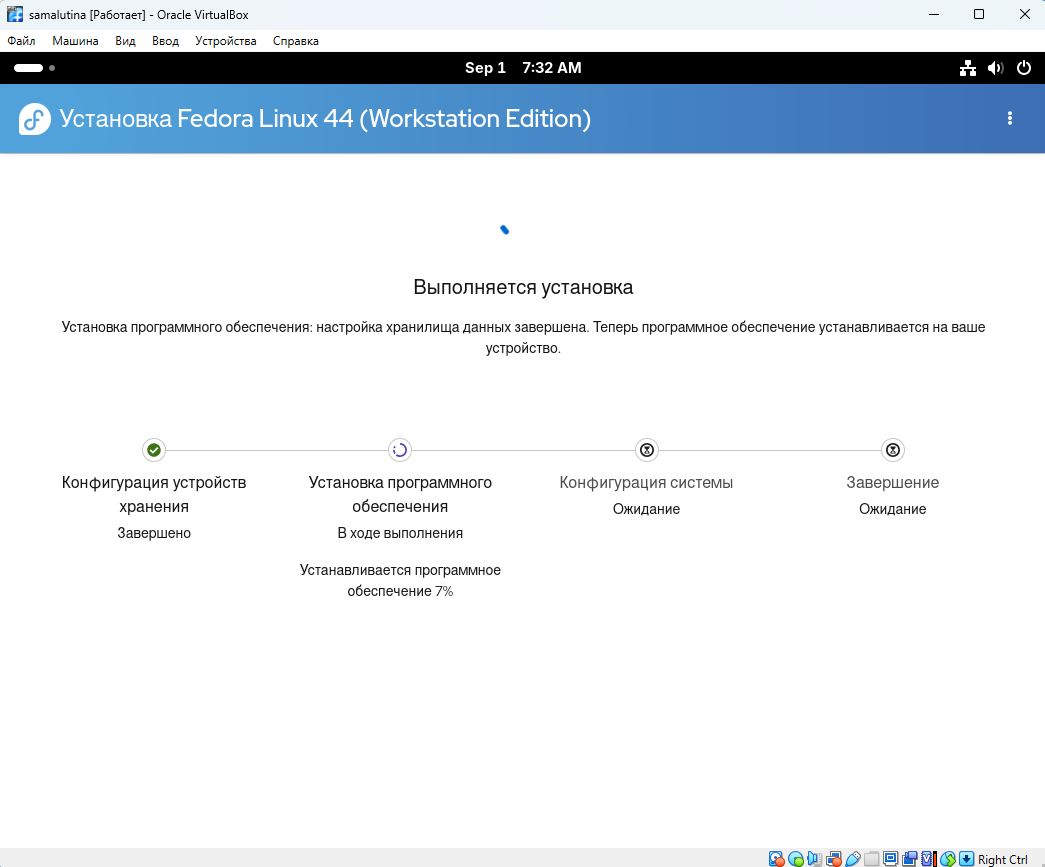 samalutina [Работает] - Oracle VirtualBox
Файл Машина Вид Ввод Устройства Справка
Sep 1 7:32 AM
Установка Fedora Linux 44 (Workstation Edition)
Выполняется установка
Установка программного обеспечения: настройка хранилища данных завершена. Теперь программное обеспечение устанавливается на ваше
устройство.
Конфигурация устройств
хранения
Завершено
Установка программного
обеспечения
В ходе выполнения
Устанавливается программное
обеспечение 7%
Конфигурация системы
Ожидание
Завершение
Ожидание
Right Ctrl